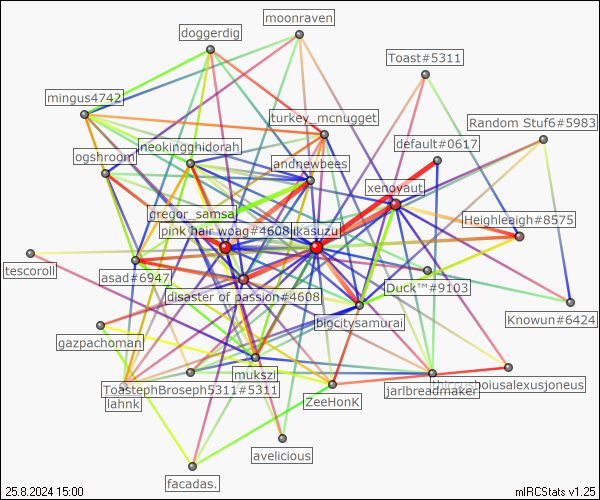 moonraven
doggerdig
Toast#5311
mingus4742
turkey_mcnugget
Random Stuf6#5983
default#0617
neokingghidorah
ogshroom
andnewbees
xenoyaut
gregor_samsa
Heighleaigh#8575
pink hair woag#4608
jikasuzu
tescoroll
asad#6947
Duck™#9103
disaster of passion#4608
Knowun#6424
bigcitysamurai
gazpachoman
mukszi
ToastephBroseph5311#5311
jarlbreadmaker
lahnk
ZeeHonK
avelicious
facadas.
25.8.2024 15:00
mIRCStats v1.25